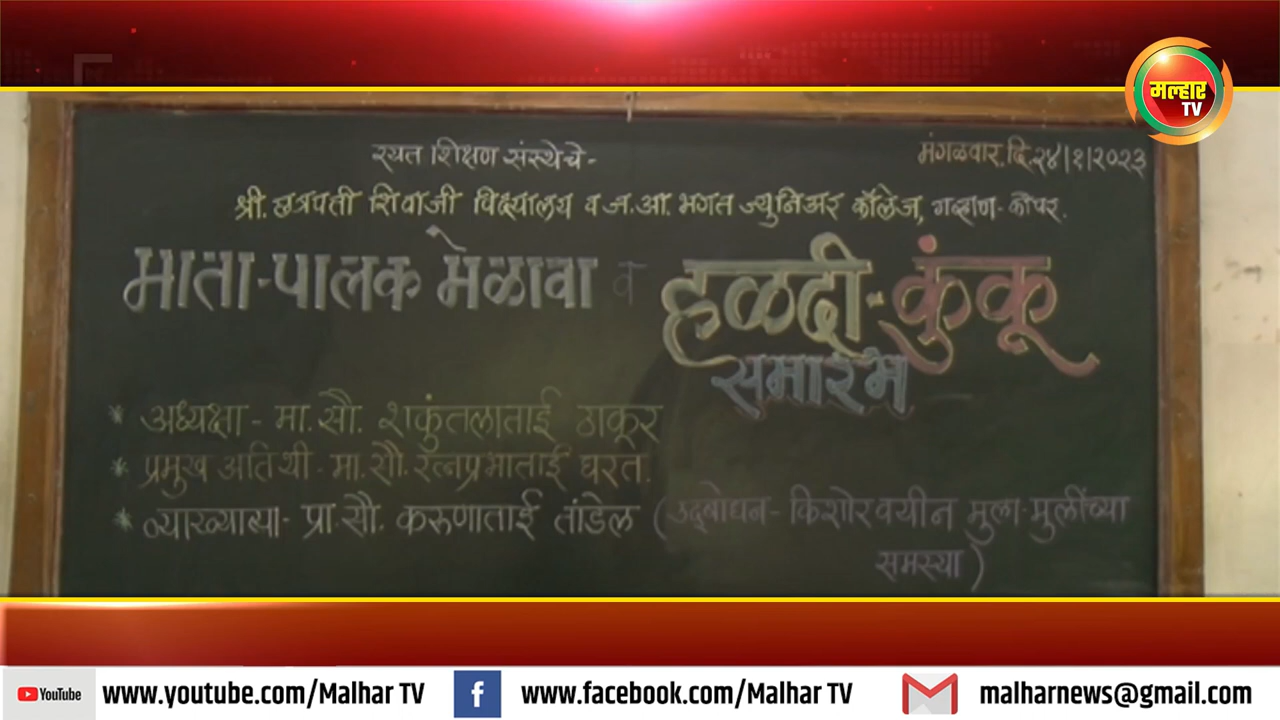 मल्हार
TV
रयत शिक्षण संस्थेचे-
मंगळवार, दि.२४/१/२०२३
श्री. छत्रपती शिवाजी विद्यालय व ज.आ. भगत ज्युनिअर कॉलेज, गव्हाण-कोपर.
माता-पालक मेळावा व हळदी-कुंकू
समारंभ
* अध्यक्षा - मा. सौ. शकुंतलाताई ठाकूर
* प्रमुख अतिथी - मा. सौ. रत्नप्रभाताई घरत.
* व्याख्यात्या - प्रा. सौ. करुणाताई तांडेल (उद्बोधन - किशोरवयीन मुला-मुलींच्या
समस्या)
YouTube www.youtube.com/Malhar TV f www.facebook.com/Malhar TV malharnews@gmail.com